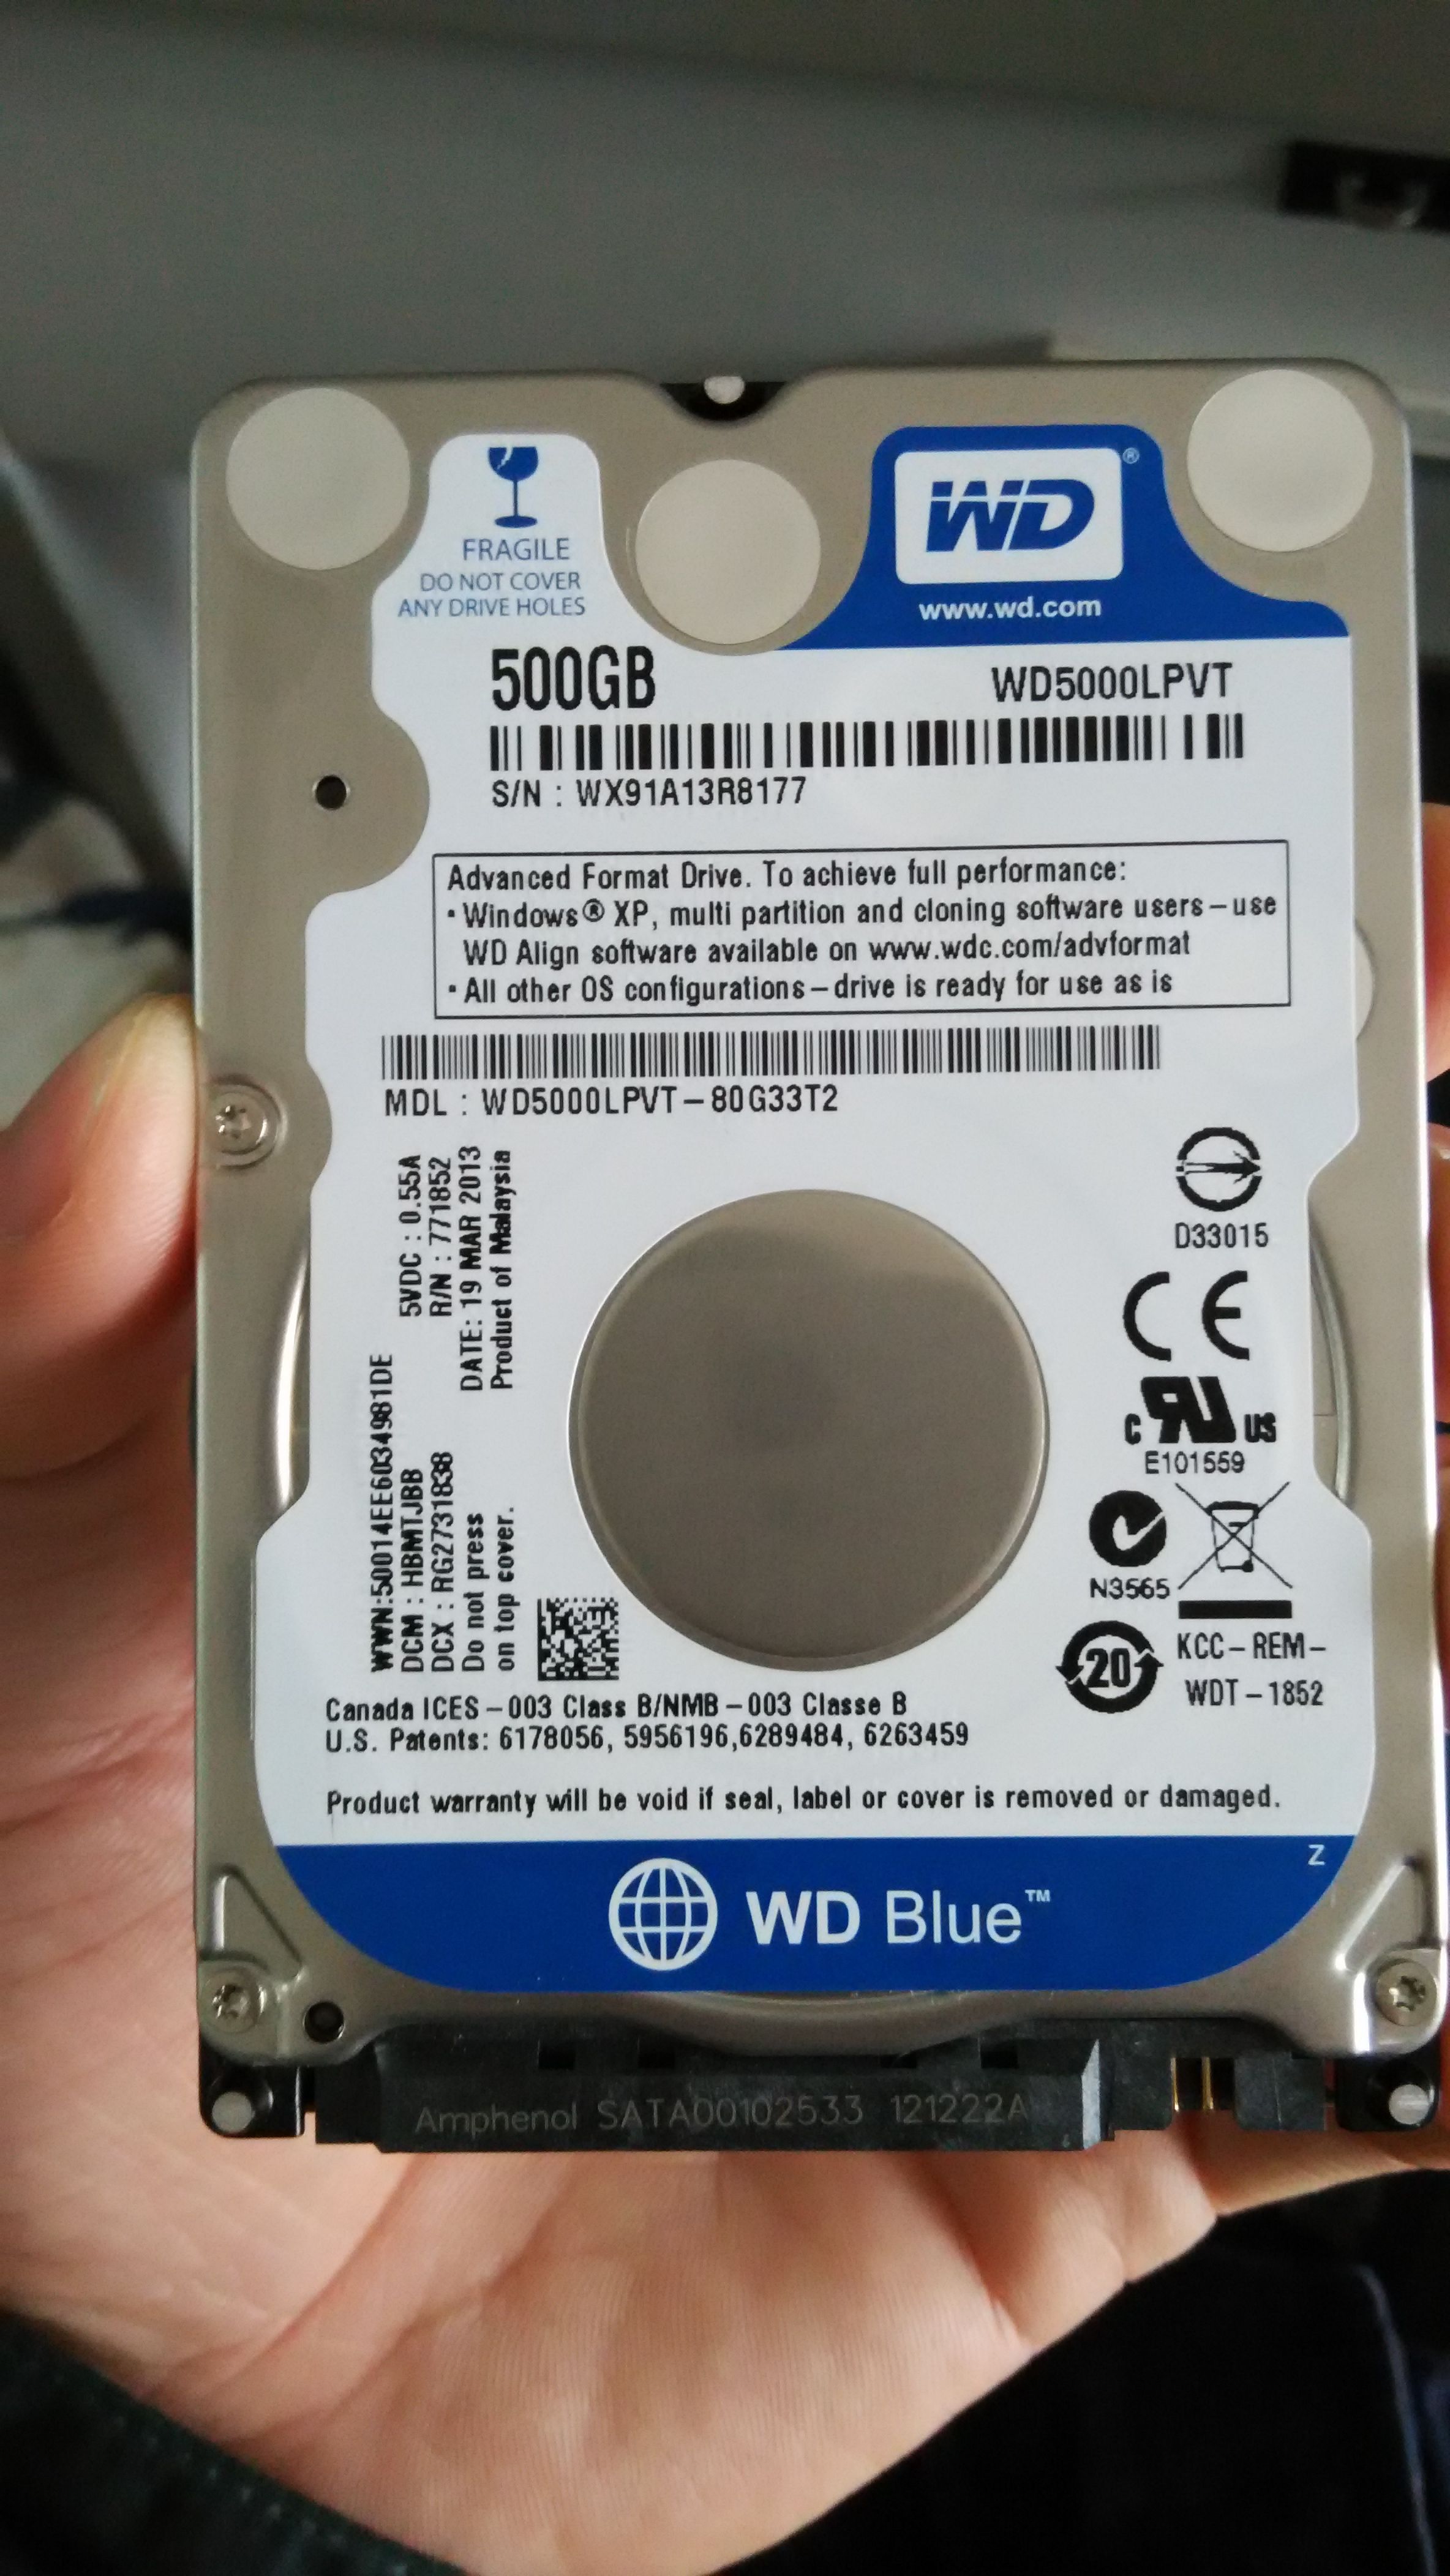 FRAGILE
DO NOT COVER
ANY DRIVE HOLES
WD®
www.wd.com
500GB
WD5000LPVT
S/N : WX91A13R8177
Advanced Format Drive. To achieve full performance:
• Windows® XP, multi partition and cloning software users – use
WD Align software available on www.wdc.com/advformat
• All other OS configurations – drive is ready for use as is
MDL : WD5000LPVT – 80G33T2
5VDC : 0.55A
R/N : 771852
DATE: 19 MAR 2013
Product of Malaysia
WWN:50014EE6034981DE
DCM : HBMTJBB
DCX : RG2731838
Do not press
on top cover.
D33015
CE
c RU US
E101559
N3565
20
KCC – REM –
WDT – 1852
Canada ICES – 003 Class B/NMB – 003 Classe B
U.S. Patents: 6178056, 5956196,6289484, 6263459
Product warranty will be void if seal, label or cover is removed or damaged.
Z
WD Blue™
Amphenol SATA00102533 121222A